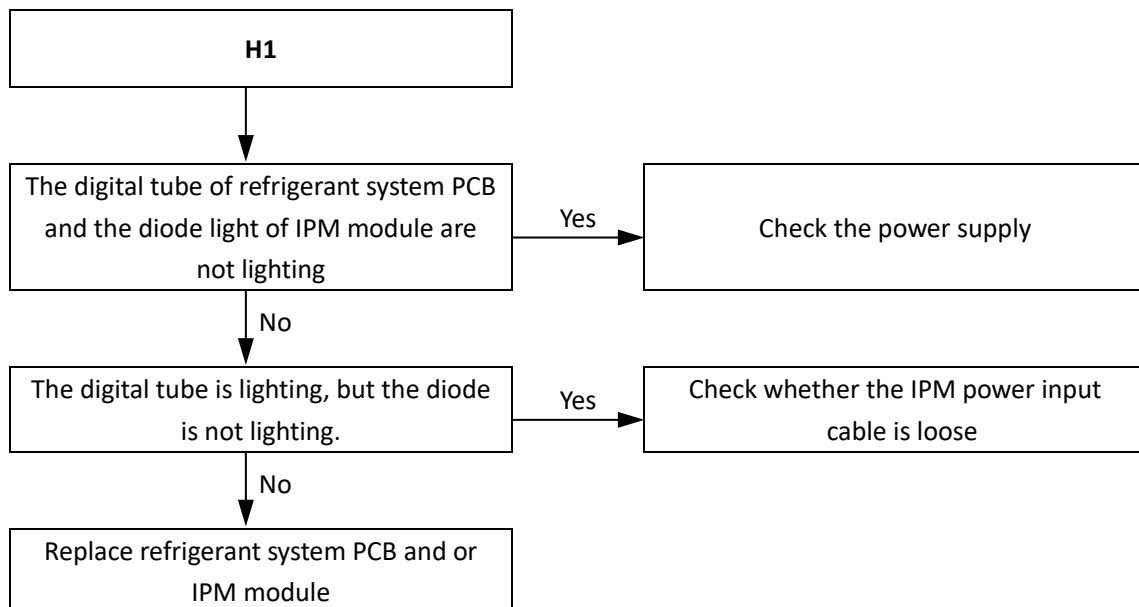 H1
The digital tube of refrigerant system PCB
and the diode light of IPM module are
not lighting
Yes
Check the power supply
No
The digital tube is lighting, but the diode
is not lighting.
Yes
Check whether the IPM power input
cable is loose
No
Replace refrigerant system PCB and or
IPM module